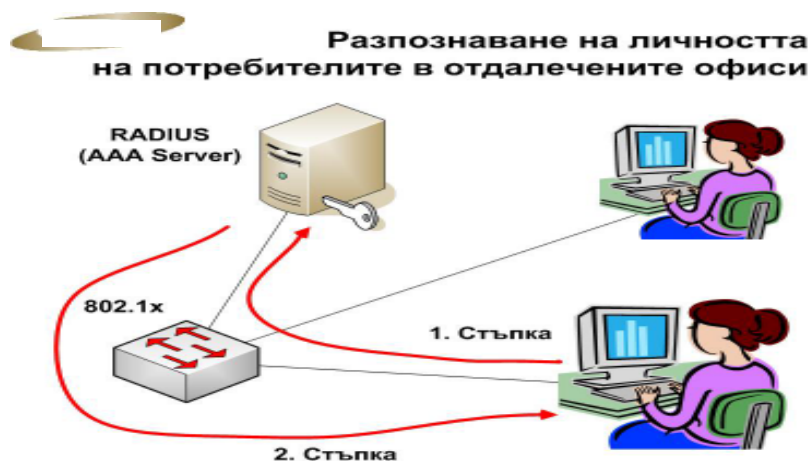 Разпознаване на личността
на потребителите в отдалечените офиси
RADIUS
(AAA Server)
802.1x
1. Стъпка
2. Стъпка